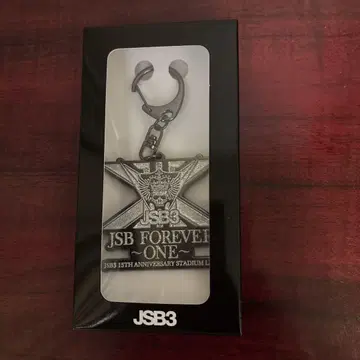 JSB3
JSB FOREVER
~ONE~
JSB3 15TH ANNIVERSARY STADIUM
JSB3